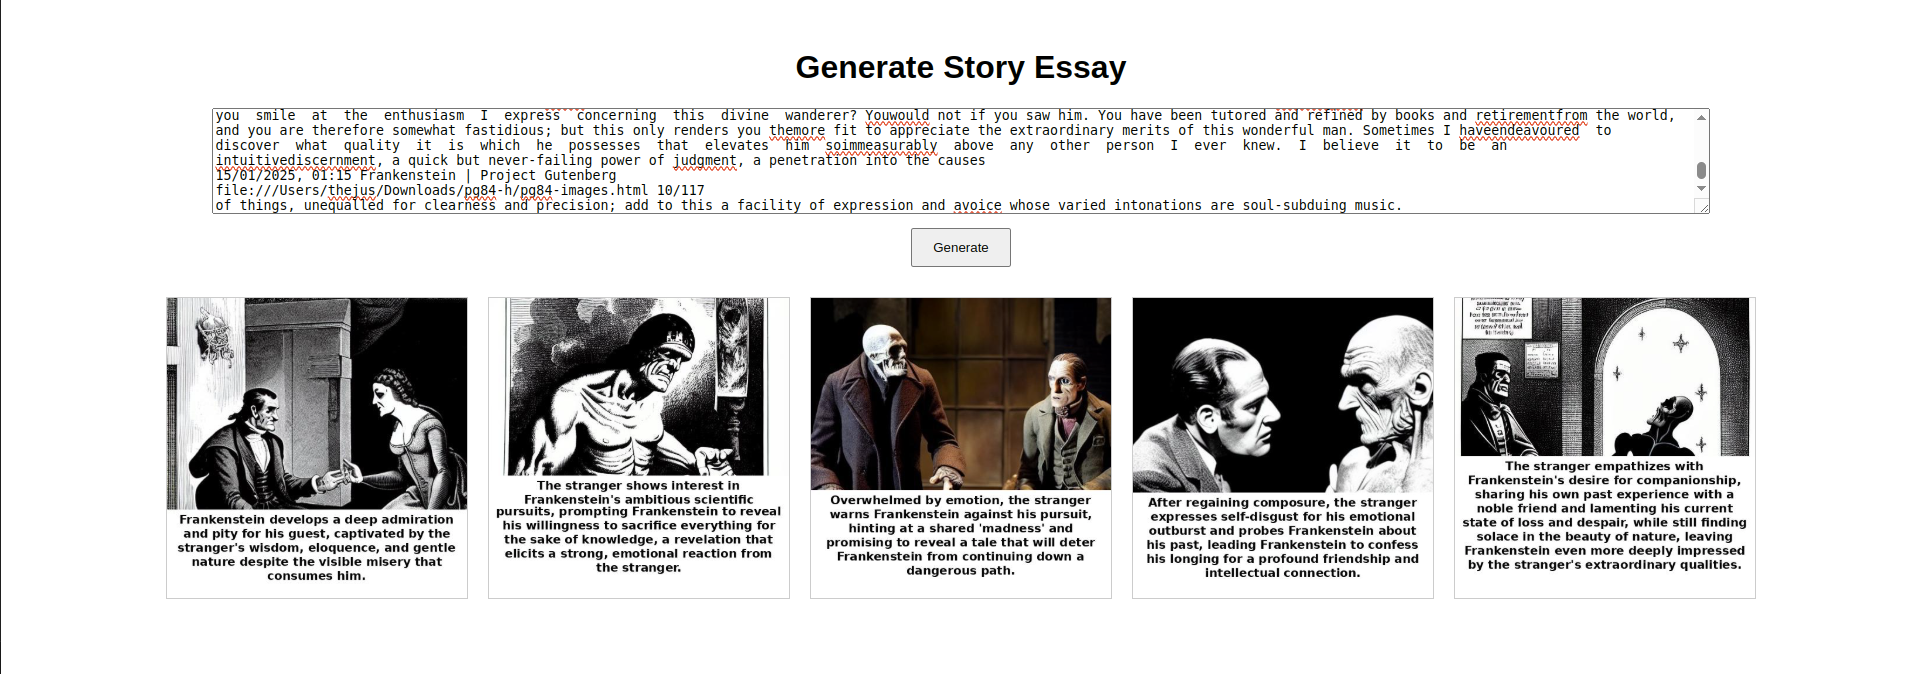 Generate Story Essay
you smile at the enthusiasm I express concerning this divine wanderer? Youwould not if you saw him. You have been tutored and refined by books and retirementfrom the world,
and you are therefore somewhat fastidious; but this only renders you themore fit to appreciate the extraordinary merits of this wonderful man. Sometimes I haveendeavoured to
discover what quality it is which he possesses that elevates him soimmeasurably above any other person I ever knew. I believe it to be an
intuitivediscernment, a quick but never-failing power of judgment, a penetration into the causes
15/01/2025, 01:15 Frankenstein | Project Gutenberg
file:///Users/thejus/Downloads/pg84-h/pg84-images.html 10/117
of things, unequalled for clearness and precision; add to this a facility of expression and avoice whose varied intonations are soul-subduing music.
Generate
Frankenstein develops a deep admiration
and pity for his guest, captivated by the
stranger's wisdom, eloquence, and gentle
nature despite the visible misery that
consumes him.
The stranger shows interest in
Frankenstein's ambitious scientific
pursuits, prompting Frankenstein to reveal
his willingness to sacrifice everything for
the sake of knowledge, a revelation that
elicits a strong, emotional reaction from
the stranger.
Overwhelmed by emotion, the stranger
warns Frankenstein against his pursuit,
hinting at a shared 'madness' and
promising to reveal a tale that will deter
Frankenstein from continuing down a
dangerous path.
After regaining composure, the stranger
expresses self-disgust for his emotional
outburst and probes Frankenstein about
his past, leading Frankenstein to confess
his longing for a profound friendship and
intellectual connection.
The stranger empathizes with
Frankenstein's desire for companionship,
sharing his own past experience with a
noble friend and lamenting his current
state of loss and despair, while still finding
solace in the beauty of nature, leaving
Frankenstein even more deeply impressed
by the stranger's extraordinary qualities.